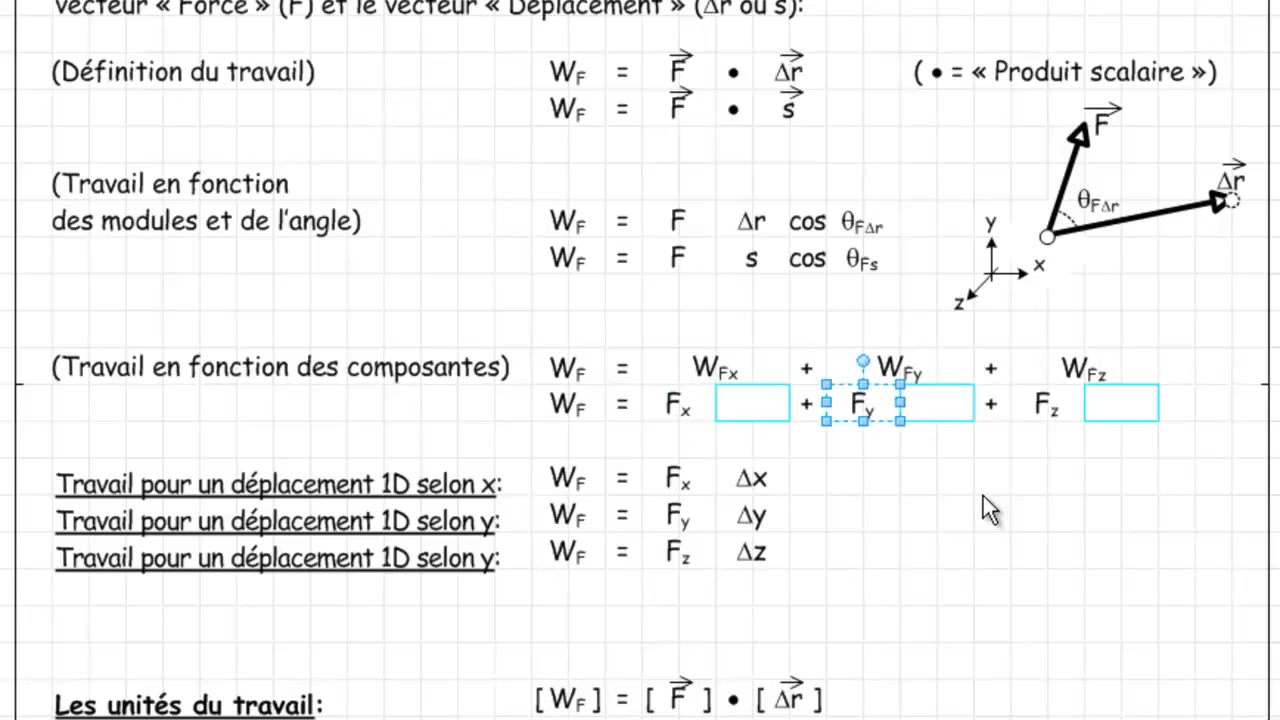 vecteur « Force » (F) et le vecteur « Déplacement » (Δr ou s):
(Définition du travail) W_F = F • Δr ( • = « Produit scalaire »)
W_F = F • s
F
Δr
θ_FΔr
y
x
z
(Travail en fonction
des modules et de l'angle) W_F = F Δr cos θ_FΔr
W_F = F s cos θ_Fs
(Travail en fonction des composantes) W_F = W_Fx + W_Fy + W_Fz
W_F = F_x + F_y + F_z
Travail pour un déplacement 1D selon x: W_F = F_x Δx
Travail pour un déplacement 1D selon y: W_F = F_y Δy
Travail pour un déplacement 1D selon y: W_F = F_z Δz
Les unités du travail: [ W_F ] = [ F ] • [ Δr ]